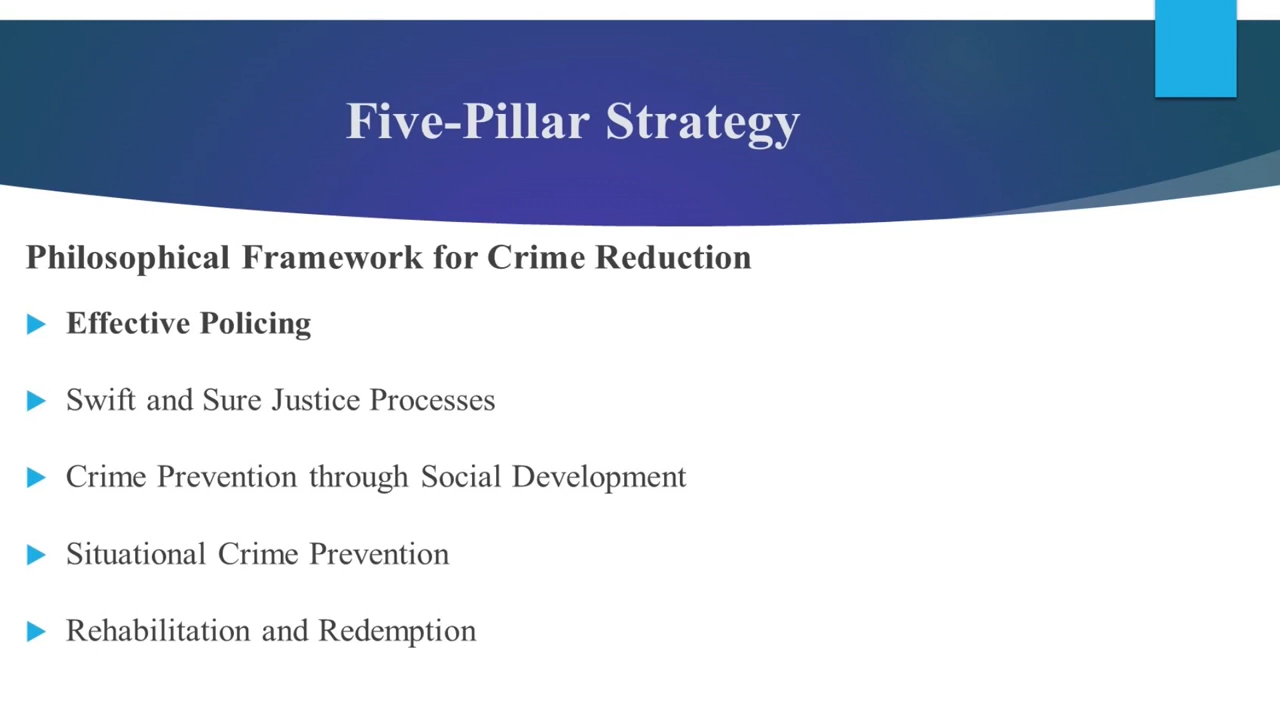 Five-Pillar Strategy
Philosophical Framework for Crime Reduction
Effective Policing
Swift and Sure Justice Processes
Crime Prevention through Social Development
Situational Crime Prevention
Rehabilitation and Redemption